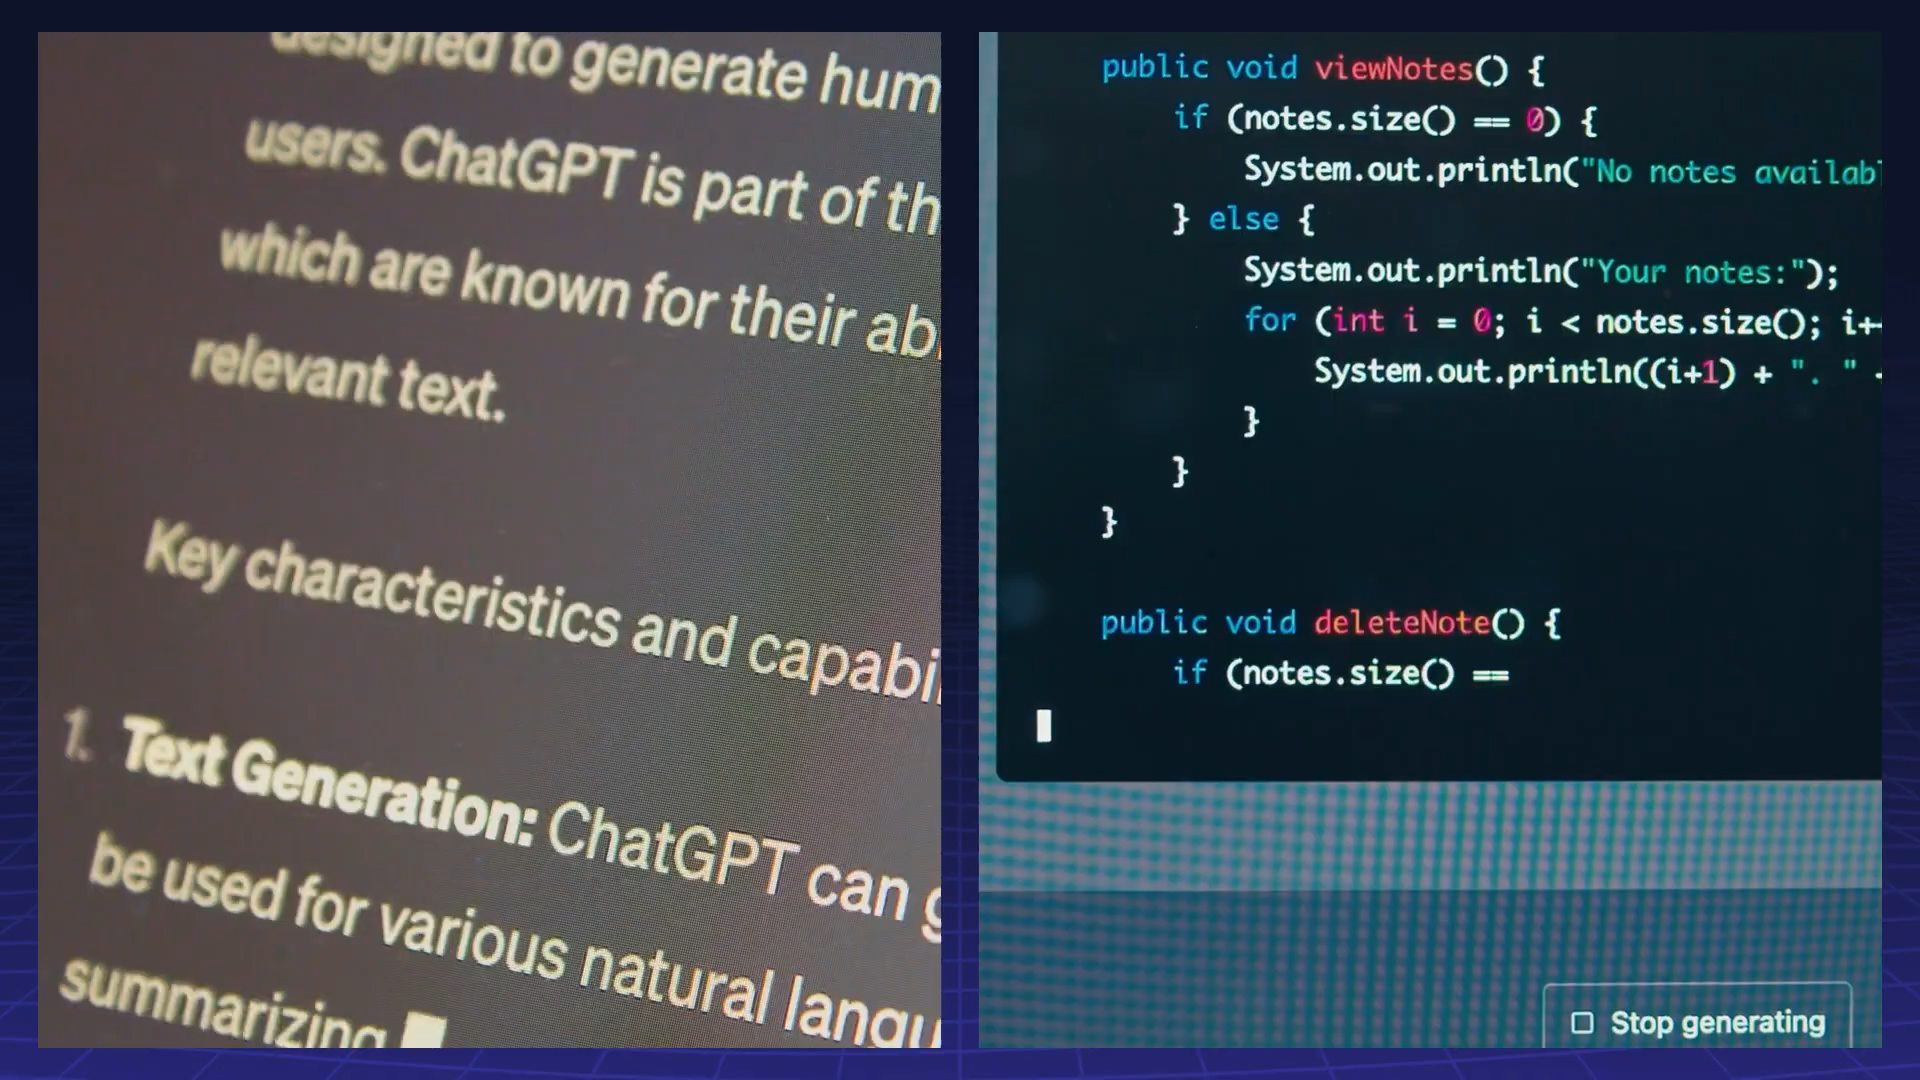 designed to generate hum
users. ChatGPT is part of th
which are known for their ab
relevant text.
Key characteristics and capabi
1. Text Generation: ChatGPT can g
be used for various natural langu
summarizing
public void viewNotes() {
if (notes.size() == 0) {
System.out.println("No notes availab
} else {
System.out.println("Your notes:");
for (int i = 0; i < notes.size(); i+
System.out.println((i+1) + ". "
}
}
}
public void deleteNote() {
if (notes.size() ==
Stop generating